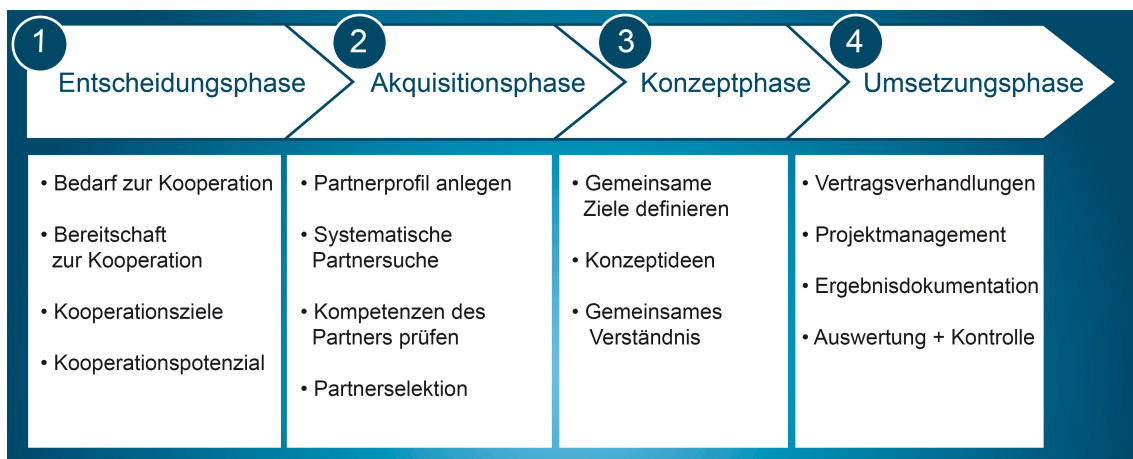 1
Entscheidungsphase
2
Akquisitionsphase
3
Konzeptphase
4
Umsetzungsphase
• Bedarf zur Kooperation
• Bereitschaft
zur Kooperation
• Kooperationsziele
• Kooperationspotenzial
• Partnerprofil anlegen
• Systematische
Partnersuche
• Kompetenzen des
Partners prüfen
• Partnerselektion
• Gemeinsame
Ziele definieren
• Konzeptideen
• Gemeinsames
Verständnis
• Vertragsverhandlungen
• Projektmanagement
• Ergebnisdokumentation
• Auswertung + Kontrolle